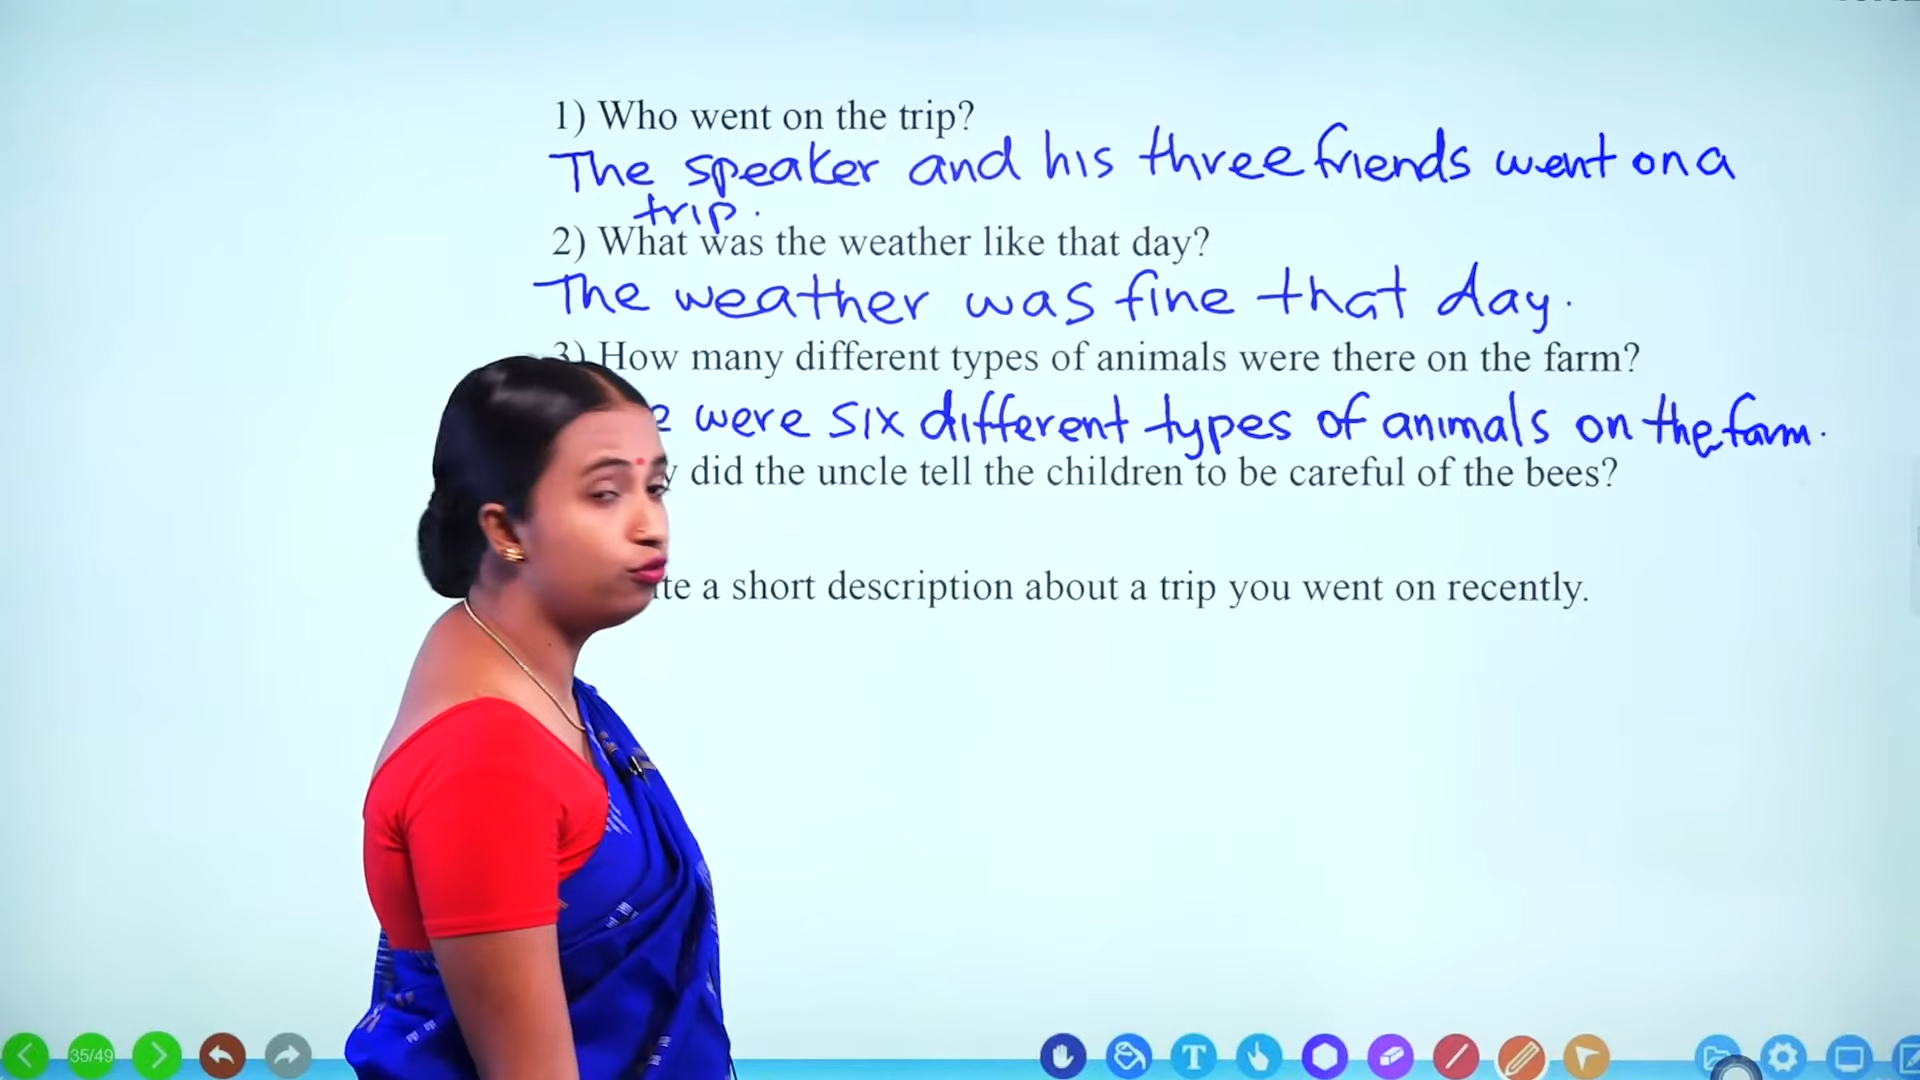 1) Who went on the trip?
The speaker and his three friends went on a
trip.
2) What was the weather like that day?
The weather was fine that day.
3) How many different types of animals were there on the farm?
were six different types of animals on the farm.
did the uncle tell the children to be careful of the bees?
a short description about a trip you went on recently.
35/49
T